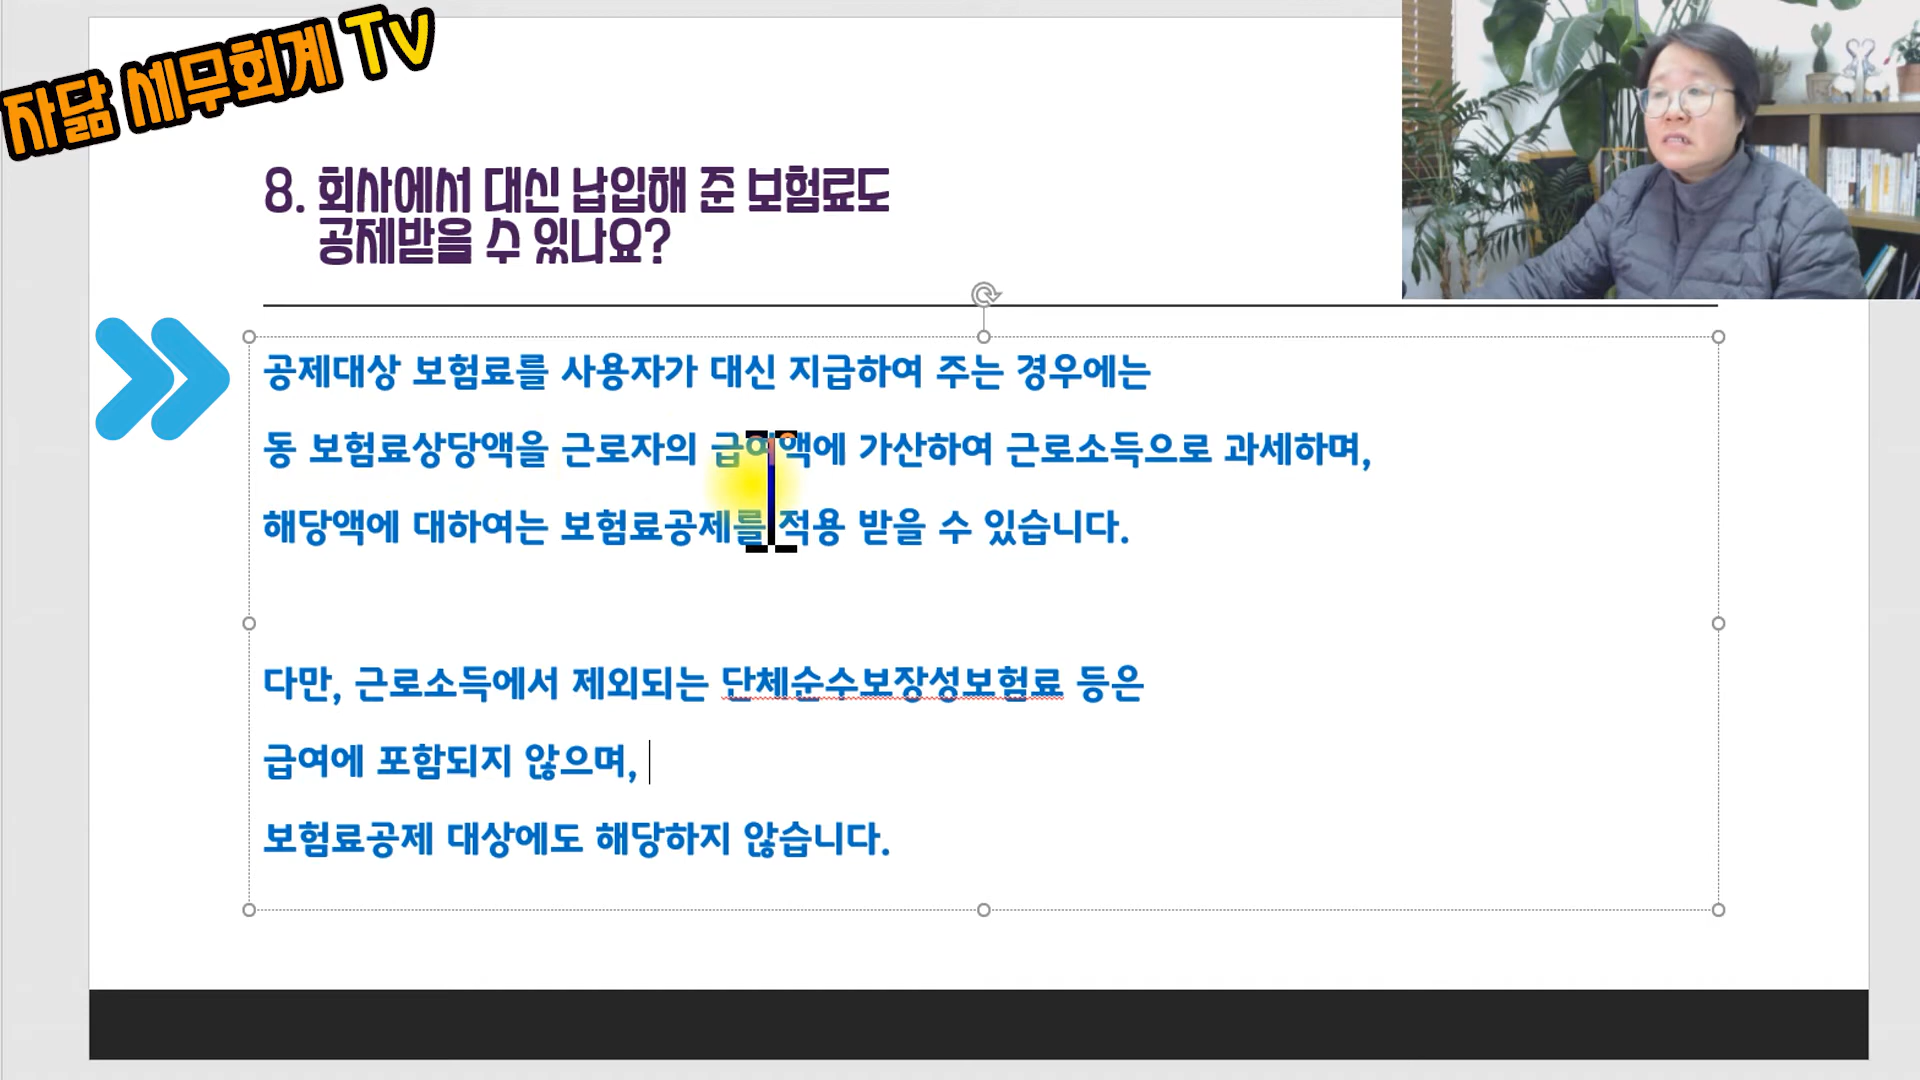 자닮 세무회계 TV
8. 회사에서 대신 납입해 준 보험료도
공제받을 수 있나요?
공제대상 보험료를 사용자가 대신 지급하여 주는 경우에는
동 보험료상당액을 근로자의 급여액에 가산하여 근로소득으로 과세하며,
해당액에 대하여는 보험료공제를 적용 받을 수 있습니다.
다만, 근로소득에서 제외되는 단체순수보장성보험료 등은
급여에 포함되지 않으며,
보험료공제 대상에도 해당하지 않습니다.